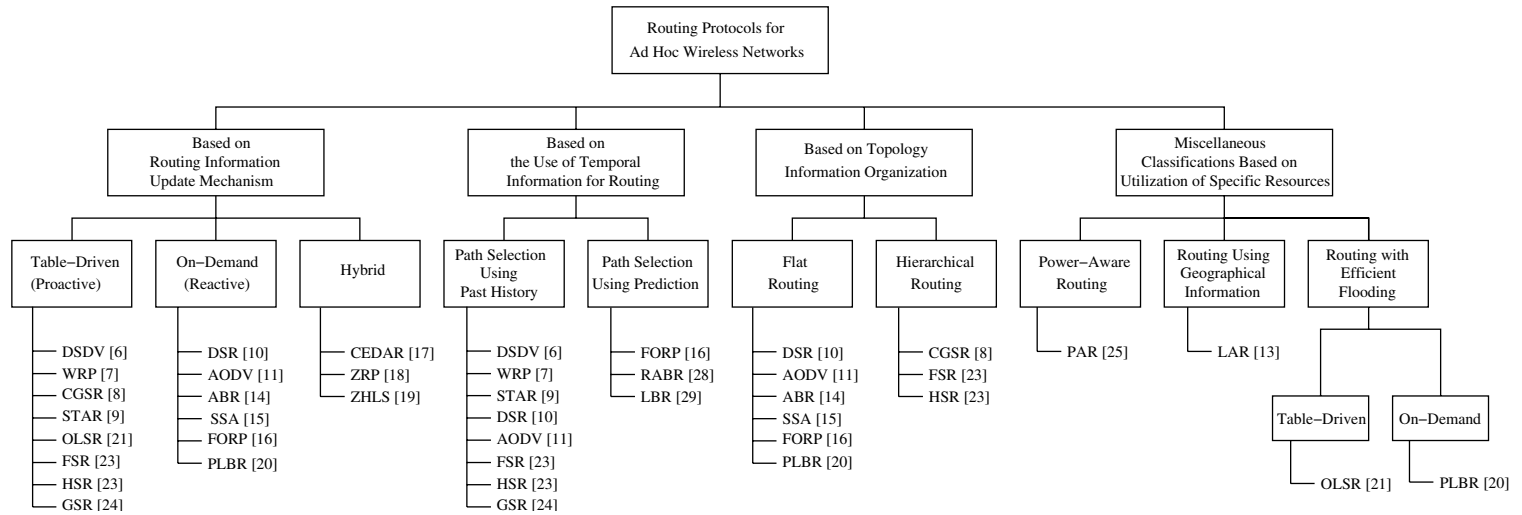 Routing Protocols for
Ad Hoc Wireless Networks
Based on
Routing Information
Update Mechanism
Based on
the Use of Temporal
Information for Routing
Based on Topology
Information Organization
Miscellaneous
Classifications Based on
Utilization of Specific Resources
Table−Driven
(Proactive)
On−Demand
(Reactive)
Hybrid
Path Selection
Using
Past History
Path Selection
Using Prediction
Flat
Routing
Hierarchical
Routing
Power−Aware
Routing
Routing Using
Geographical
Information
Routing with
Efficient
Flooding
DSDV [6]
WRP [7]
CGSR [8]
STAR [9]
OLSR [21]
FSR [23]
HSR [23]
GSR [24]
DSR [10]
AODV [11]
ABR [14]
SSA [15]
FORP [16]
PLBR [20]
CEDAR [17]
ZRP [18]
ZHLS [19]
DSDV [6]
WRP [7]
STAR [9]
DSR [10]
AODV [11]
FSR [23]
HSR [23]
GSR [24]
FORP [16]
RABR [28]
LBR [29]
DSR [10]
AODV [11]
ABR [14]
SSA [15]
FORP [16]
PLBR [20]
CGSR [8]
FSR [23]
HSR [23]
PAR [25]
LAR [13]
Table−Driven
On−Demand
OLSR [21]
PLBR [20]